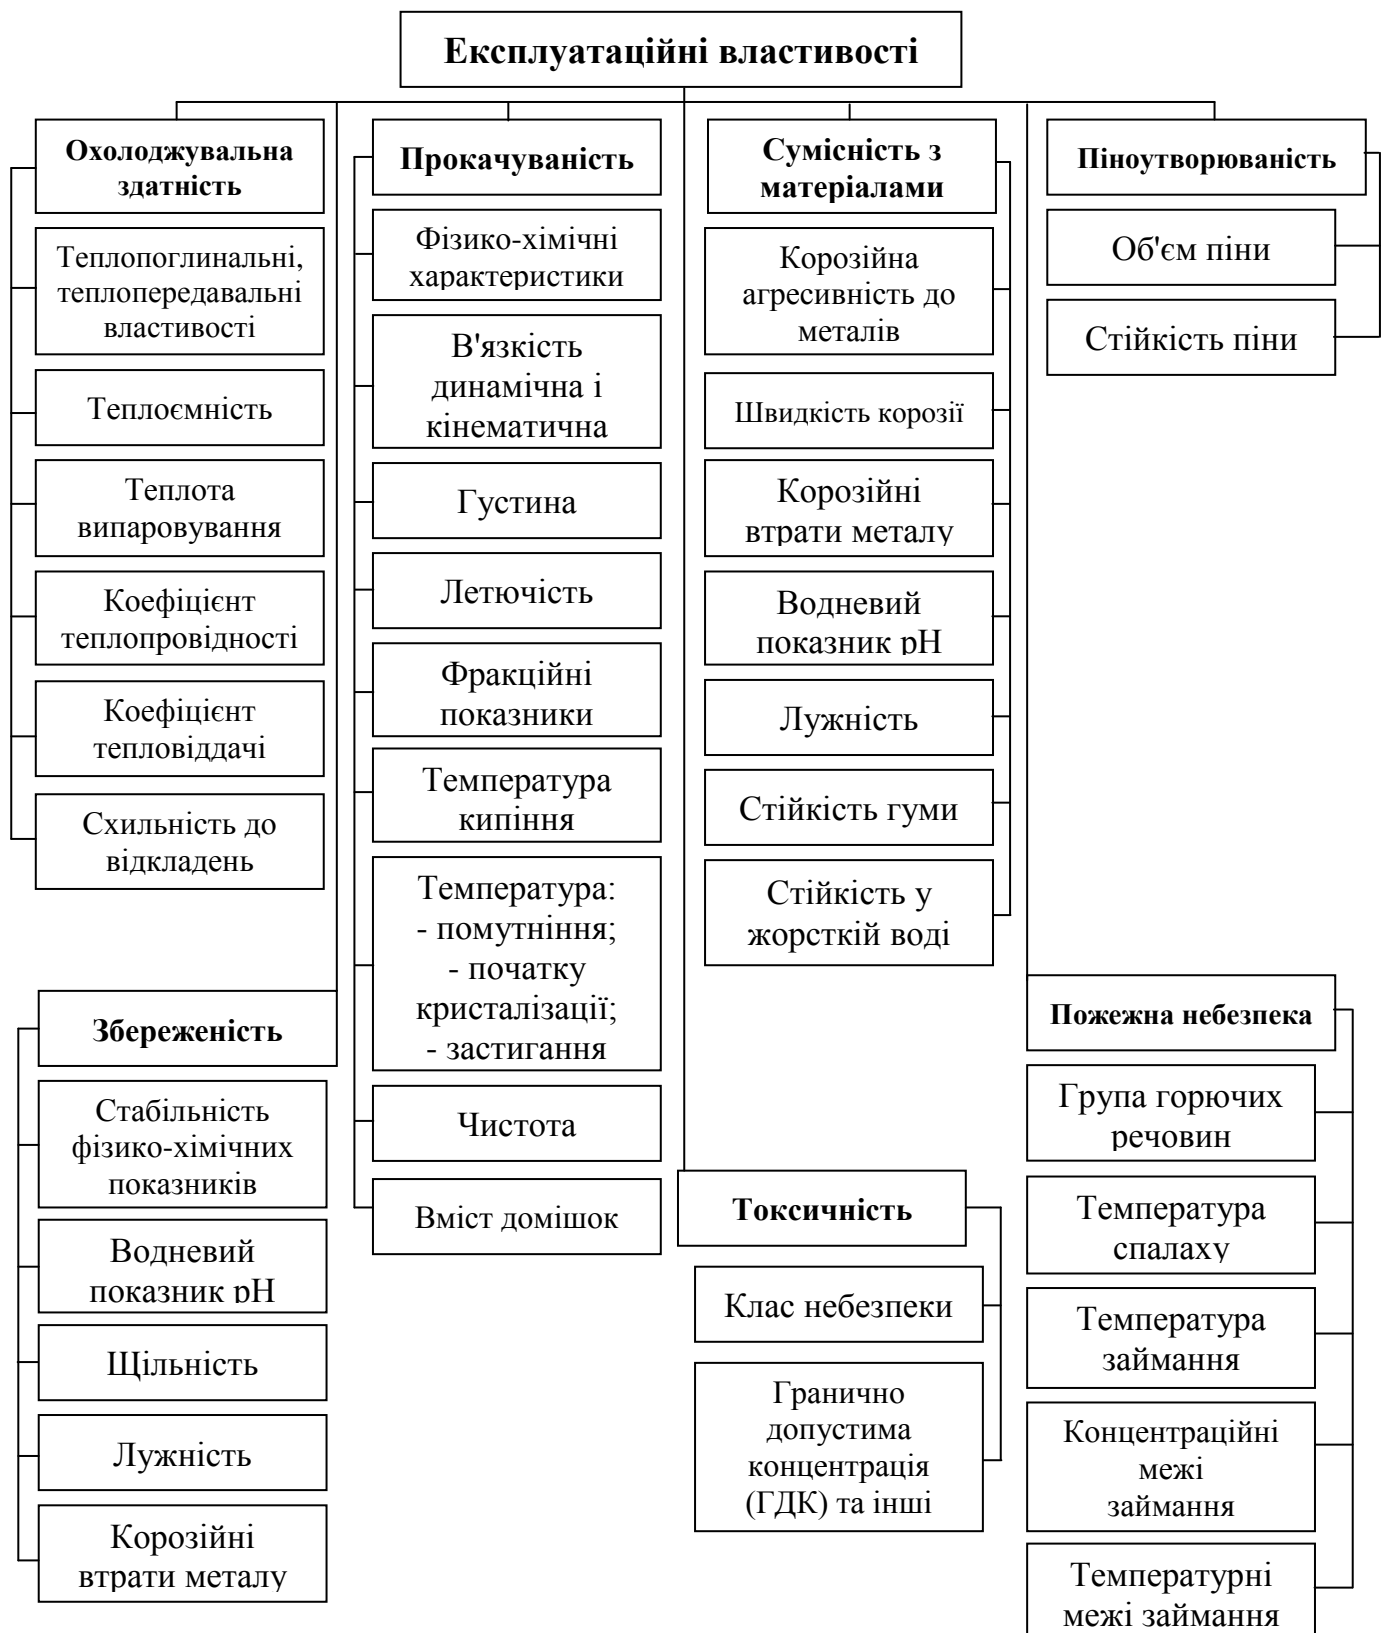 Експлуатаційні властивості
Охолоджувальна
здатність
Теплопоглинальні,
теплопередавальні
властивості
Теплоємність
Теплота
випаровування
Коефіцієнт
теплопровідності
Коефіцієнт
тепловіддачі
Схильність до
відкладень
Прокачуваність
Фізико-хімічні
характеристики
В'язкість
динамічна і
кінематична
Густина
Летючість
Фракційні
показники
Температура
кипіння
Температура:
- помутніння;
- початку
кристалізації;
- застигання
Чистота
Вміст домішок
Сумісність з
матеріалами
Корозійна
агресивність до
металів
Швидкість корозії
Корозійні
втрати металу
Водневий
показник рН
Лужність
Стійкість гуми
Стійкість у
жорсткій воді
Піноутворюваність
Об'єм піни
Стійкість піни
Збереженість
Стабільність
фізико-хімічних
показників
Водневий
показник рН
Щільність
Лужність
Корозійні
втрати металу
Токсичність
Клас небезпеки
Гранично
допустима
концентрація
(ГДК) та інші
Пожежна небезпека
Група горючих
речовин
Температура
спалаху
Температура
займання
Концентраційні
межі
займання
Температурні
межі займання